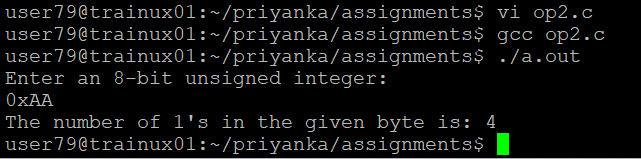 user79@trainux01:~/priyanka/assignments$ vi op2.c
user79@trainux01:~/priyanka/assignments$ gcc op2.c
user79@trainux01:~/priyanka/assignments$ ./a.out
Enter an 8-bit unsigned integer:
0xAA
The number of 1's in the given byte is: 4
user79@trainux01:~/priyanka/assignments$